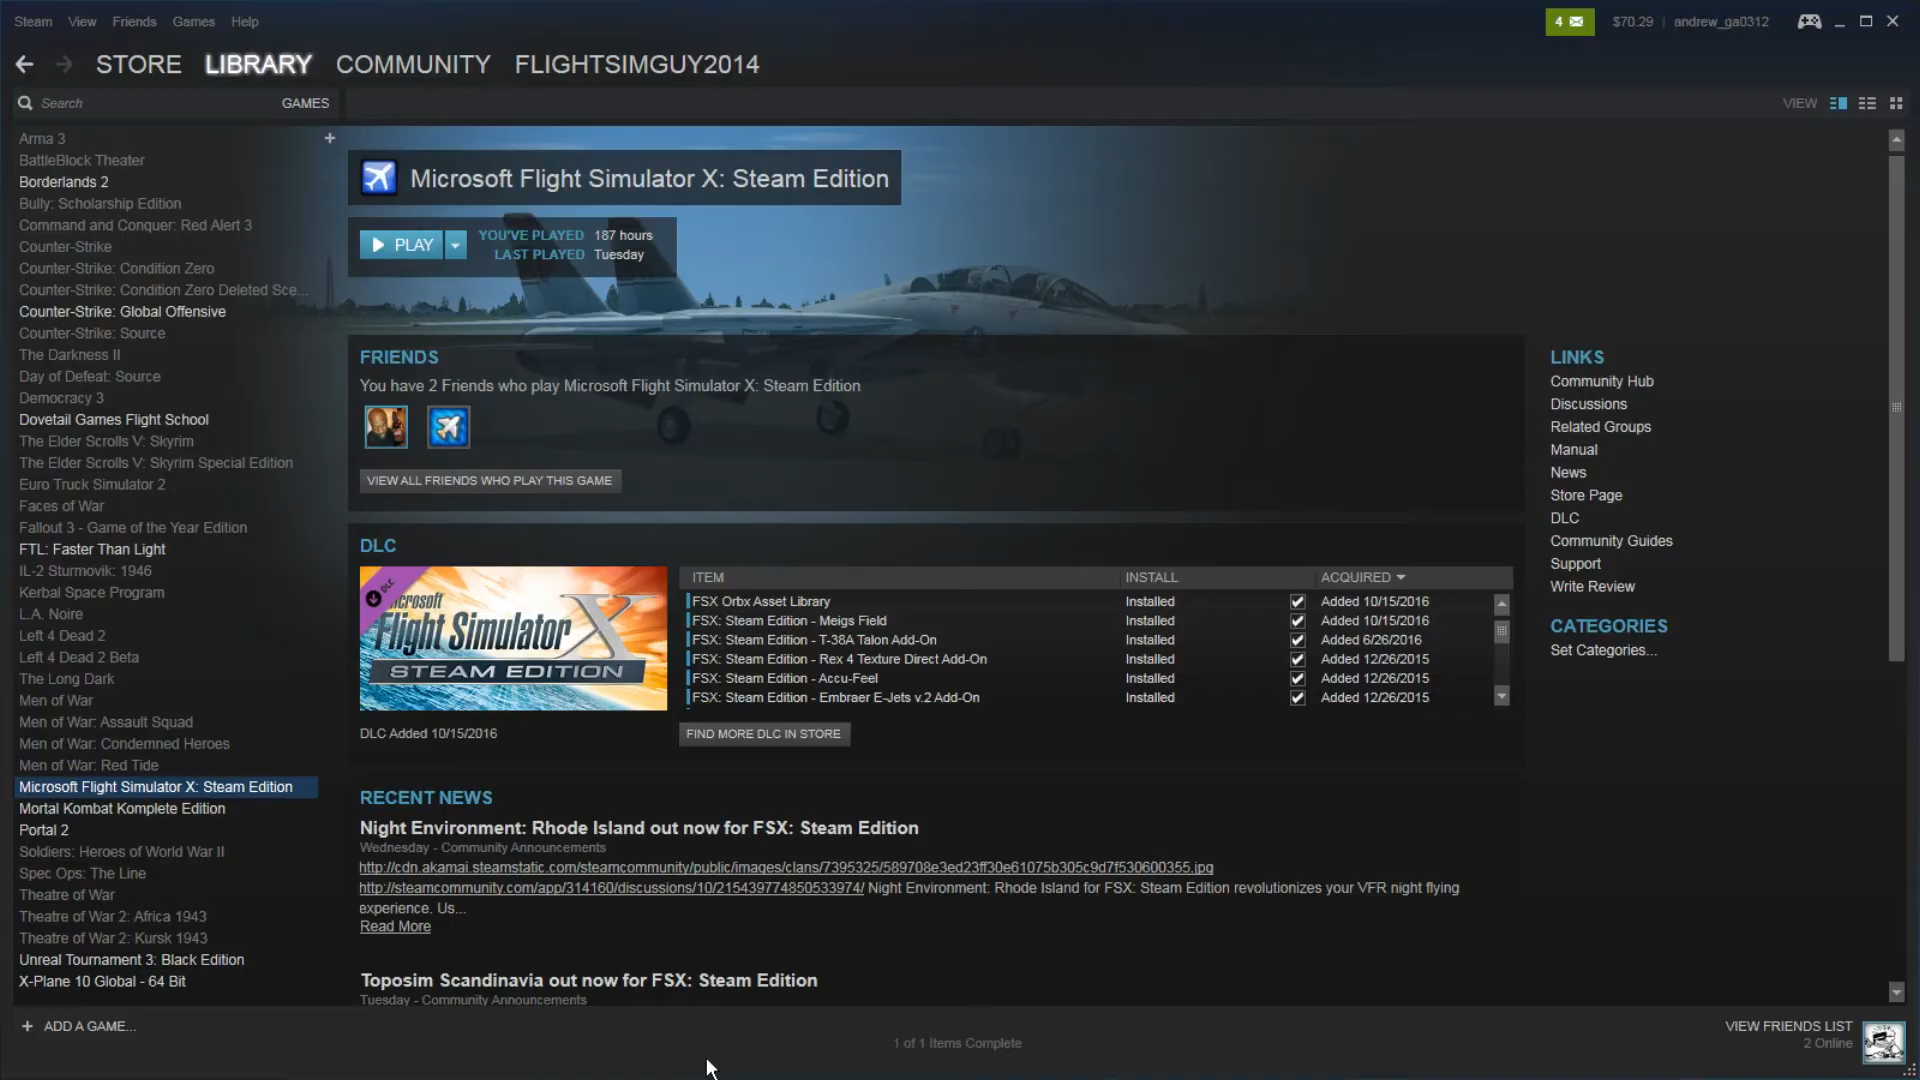 Steam View Friends Games Help
4 $70.29 | andrew_ga0312
STORE LIBRARY COMMUNITY FLIGHTSIMGUY2014
Search GAMES
VIEW
Arma 3
BattleBlock Theater
Borderlands 2
Bully: Scholarship Edition
Command and Conquer: Red Alert 3
Counter-Strike
Counter-Strike: Condition Zero
Counter-Strike: Condition Zero Deleted Sce...
Counter-Strike: Global Offensive
Counter-Strike: Source
The Darkness II
Day of Defeat: Source
Democracy 3
Dovetail Games Flight School
The Elder Scrolls V: Skyrim
The Elder Scrolls V: Skyrim Special Edition
Euro Truck Simulator 2
Faces of War
Fallout 3 - Game of the Year Edition
FTL: Faster Than Light
IL-2 Sturmovik: 1946
Kerbal Space Program
L.A. Noire
Left 4 Dead 2
Left 4 Dead 2 Beta
The Long Dark
Men of War
Men of War: Assault Squad
Men of War: Condemned Heroes
Men of War: Red Tide
Microsoft Flight Simulator X: Steam Edition
Mortal Kombat Komplete Edition
Portal 2
Soldiers: Heroes of World War II
Spec Ops: The Line
Theatre of War
Theatre of War 2: Africa 1943
Theatre of War 2: Kursk 1943
Unreal Tournament 3: Black Edition
X-Plane 10 Global - 64 Bit
+ ADD A GAME...
Microsoft Flight Simulator X: Steam Edition
PLAY
YOU'VE PLAYED 187 hours
LAST PLAYED Tuesday
FRIENDS
You have 2 Friends who play Microsoft Flight Simulator X: Steam Edition
VIEW ALL FRIENDS WHO PLAY THIS GAME
DLC
DLC
Microsoft
Flight Simulator X
STEAM EDITION
DLC Added 10/15/2016
ITEM INSTALL ACQUIRED
FSX Orbx Asset Library Installed Added 10/15/2016
FSX: Steam Edition - Meigs Field Installed Added 10/15/2016
FSX: Steam Edition - T-38A Talon Add-On Installed Added 6/26/2016
FSX: Steam Edition - Rex 4 Texture Direct Add-On Installed Added 12/26/2015
FSX: Steam Edition - Accu-Feel Installed Added 12/26/2015
FSX: Steam Edition - Embraer E-Jets v.2 Add-On Installed Added 12/26/2015
FIND MORE DLC IN STORE
RECENT NEWS
Night Environment: Rhode Island out now for FSX: Steam Edition
Wednesday - Community Announcements
http://cdn.akamai.steamstatic.com/steamcommunity/public/images/clans/7395325/589708e3ed23ff30e61075b305c9d7f530600355.jpg
http://steamcommunity.com/app/314160/discussions/10/215439774850533974/ Night Environment: Rhode Island for FSX: Steam Edition revolutionizes your VFR night flying
experience. Us...
Read More
Toposim Scandinavia out now for FSX: Steam Edition
Tuesday - Community Announcements
LINKS
Community Hub
Discussions
Related Groups
Manual
News
Store Page
DLC
Community Guides
Support
Write Review
CATEGORIES
Set Categories...
1 of 1 Items Complete
VIEW FRIENDS LIST
2 Online